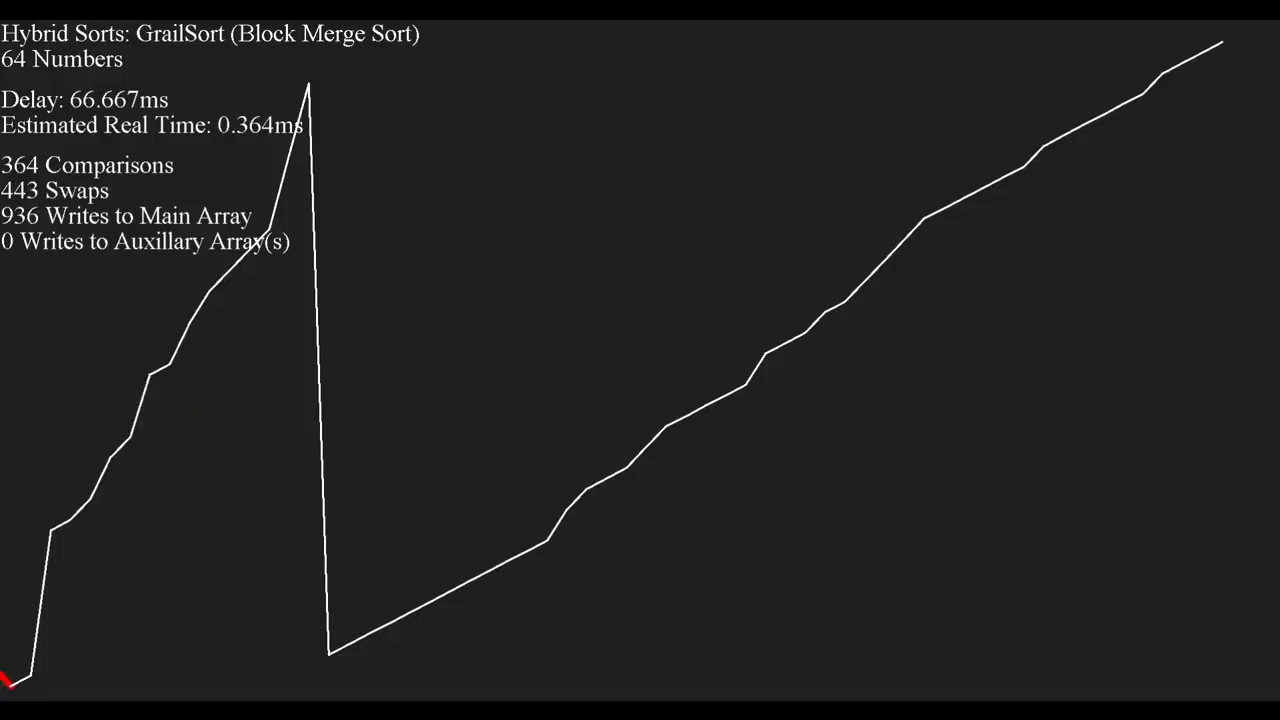 Hybrid Sorts: GrailSort (Block Merge Sort)
64 Numbers
Delay: 66.667ms
Estimated Real Time: 0.364ms
364 Comparisons
443 Swaps
936 Writes to Main Array
0 Writes to Auxillary Array(s)